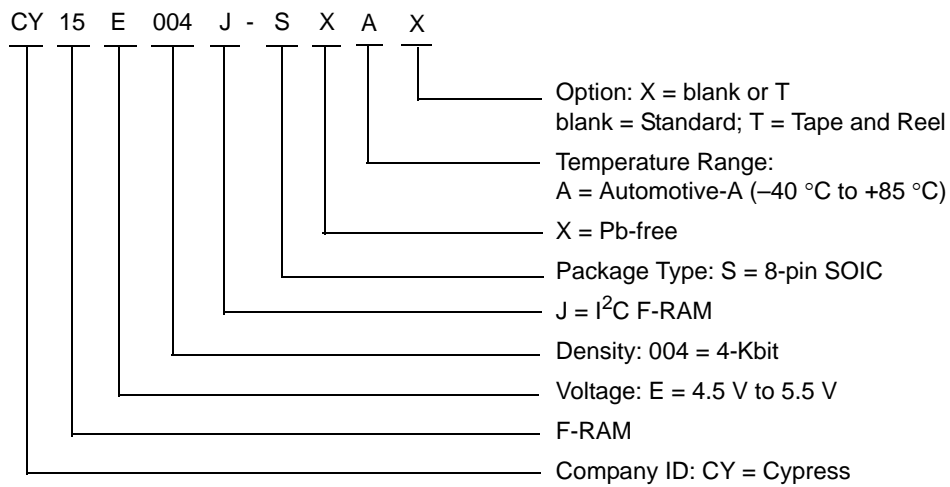 CY 15 E 004 J - S X A X
Option: X = blank or T
blank = Standard; T = Tape and Reel
Temperature Range:
A = Automotive-A (–40 °C to +85 °C)
X = Pb-free
Package Type: S = 8-pin SOIC
J = I²C F-RAM
Density: 004 = 4-Kbit
Voltage: E = 4.5 V to 5.5 V
F-RAM
Company ID: CY = Cypress